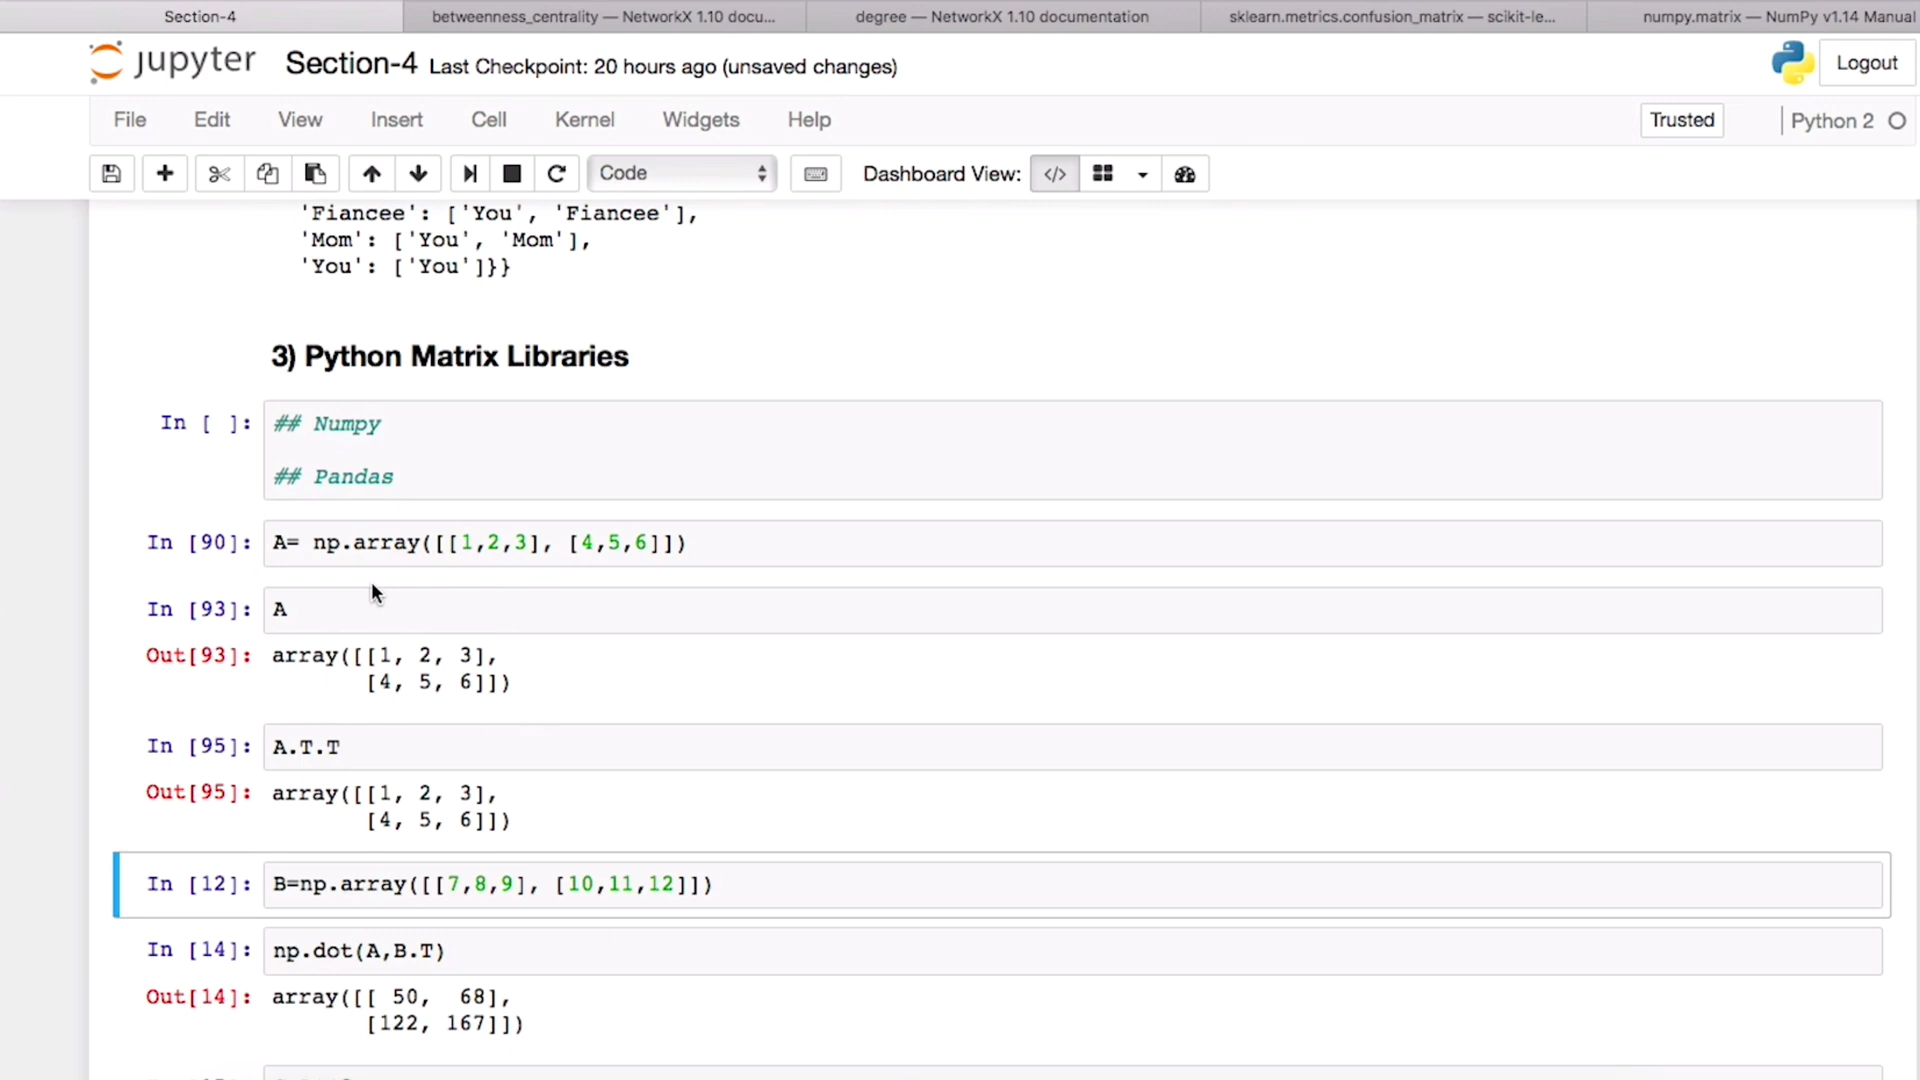 Section-4
betweenness_centrality — NetworkX 1.10 docu...
degree — NetworkX 1.10 documentation
sklearn.metrics.confusion_matrix — scikit-le...
numpy.matrix — NumPy v1.14 Manual
jupyter Section-4 Last Checkpoint: 20 hours ago (unsaved changes)
Logout
File Edit View Insert Cell Kernel Widgets Help
Trusted
Python 2
Code
Dashboard View:
'Fiancee': ['You', 'Fiancee'],
'Mom': ['You', 'Mom'],
'You': ['You']}}
3) Python Matrix Libraries
In [ ]: ## Numpy
## Pandas
In [90]: A= np.array([[1,2,3], [4,5,6]])
In [93]: A
Out[93]: array([[1, 2, 3],
[4, 5, 6]])
In [95]: A.T.T
Out[95]: array([[1, 2, 3],
[4, 5, 6]])
In [12]: B=np.array([[7,8,9], [10,11,12]])
In [14]: np.dot(A,B.T)
Out[14]: array([[ 50, 68],
[122, 167]])